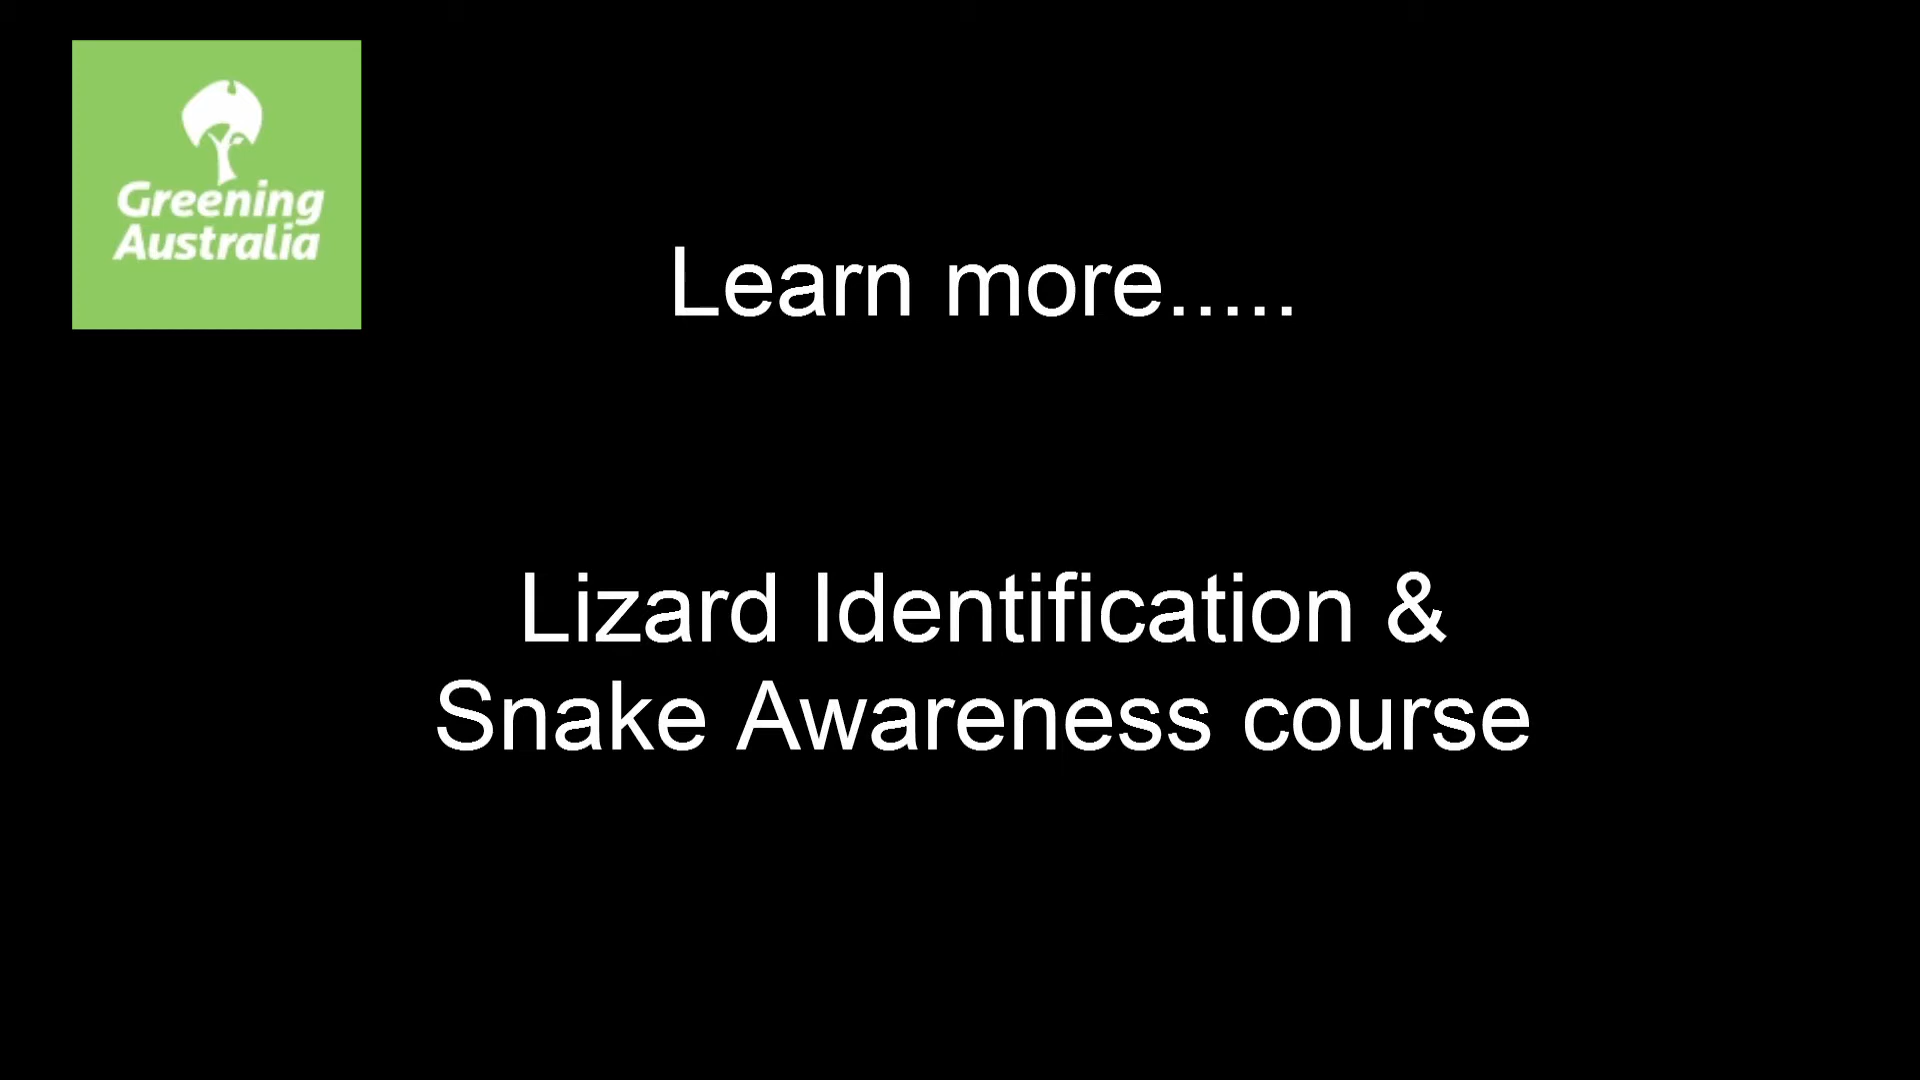 Greening
Australia
Learn more.....
Lizard Identification &
Snake Awareness course